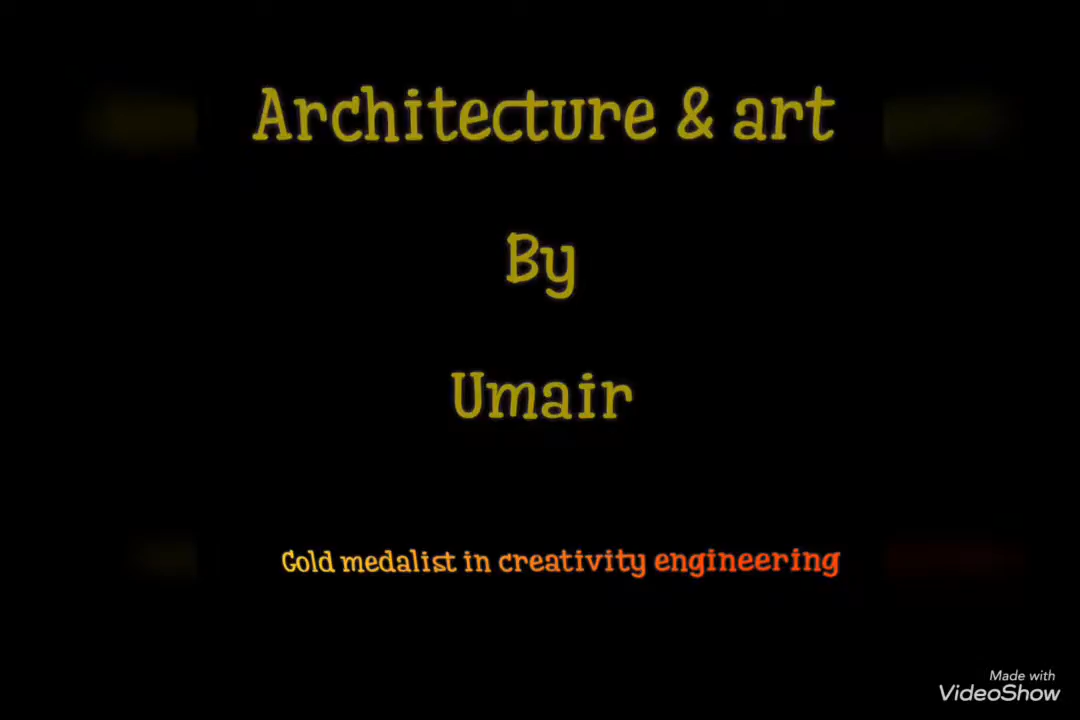 Architecture & art
By
Umair
Gold medalist in creativity engineering
Made with
VideoShow